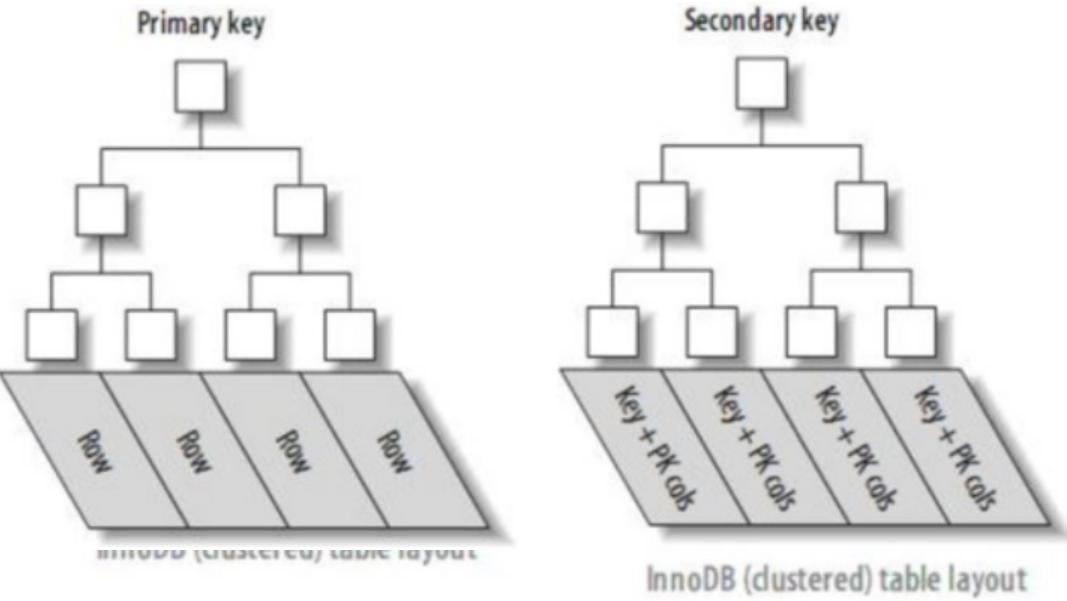 Primary key
Secondary key
Row
Row
Row
Row
Key + PK cols
Key + PK cols
Key + PK cols
Key + PK cols
InnoDB (clustered) table layout
InnoDB (clustered) table layout